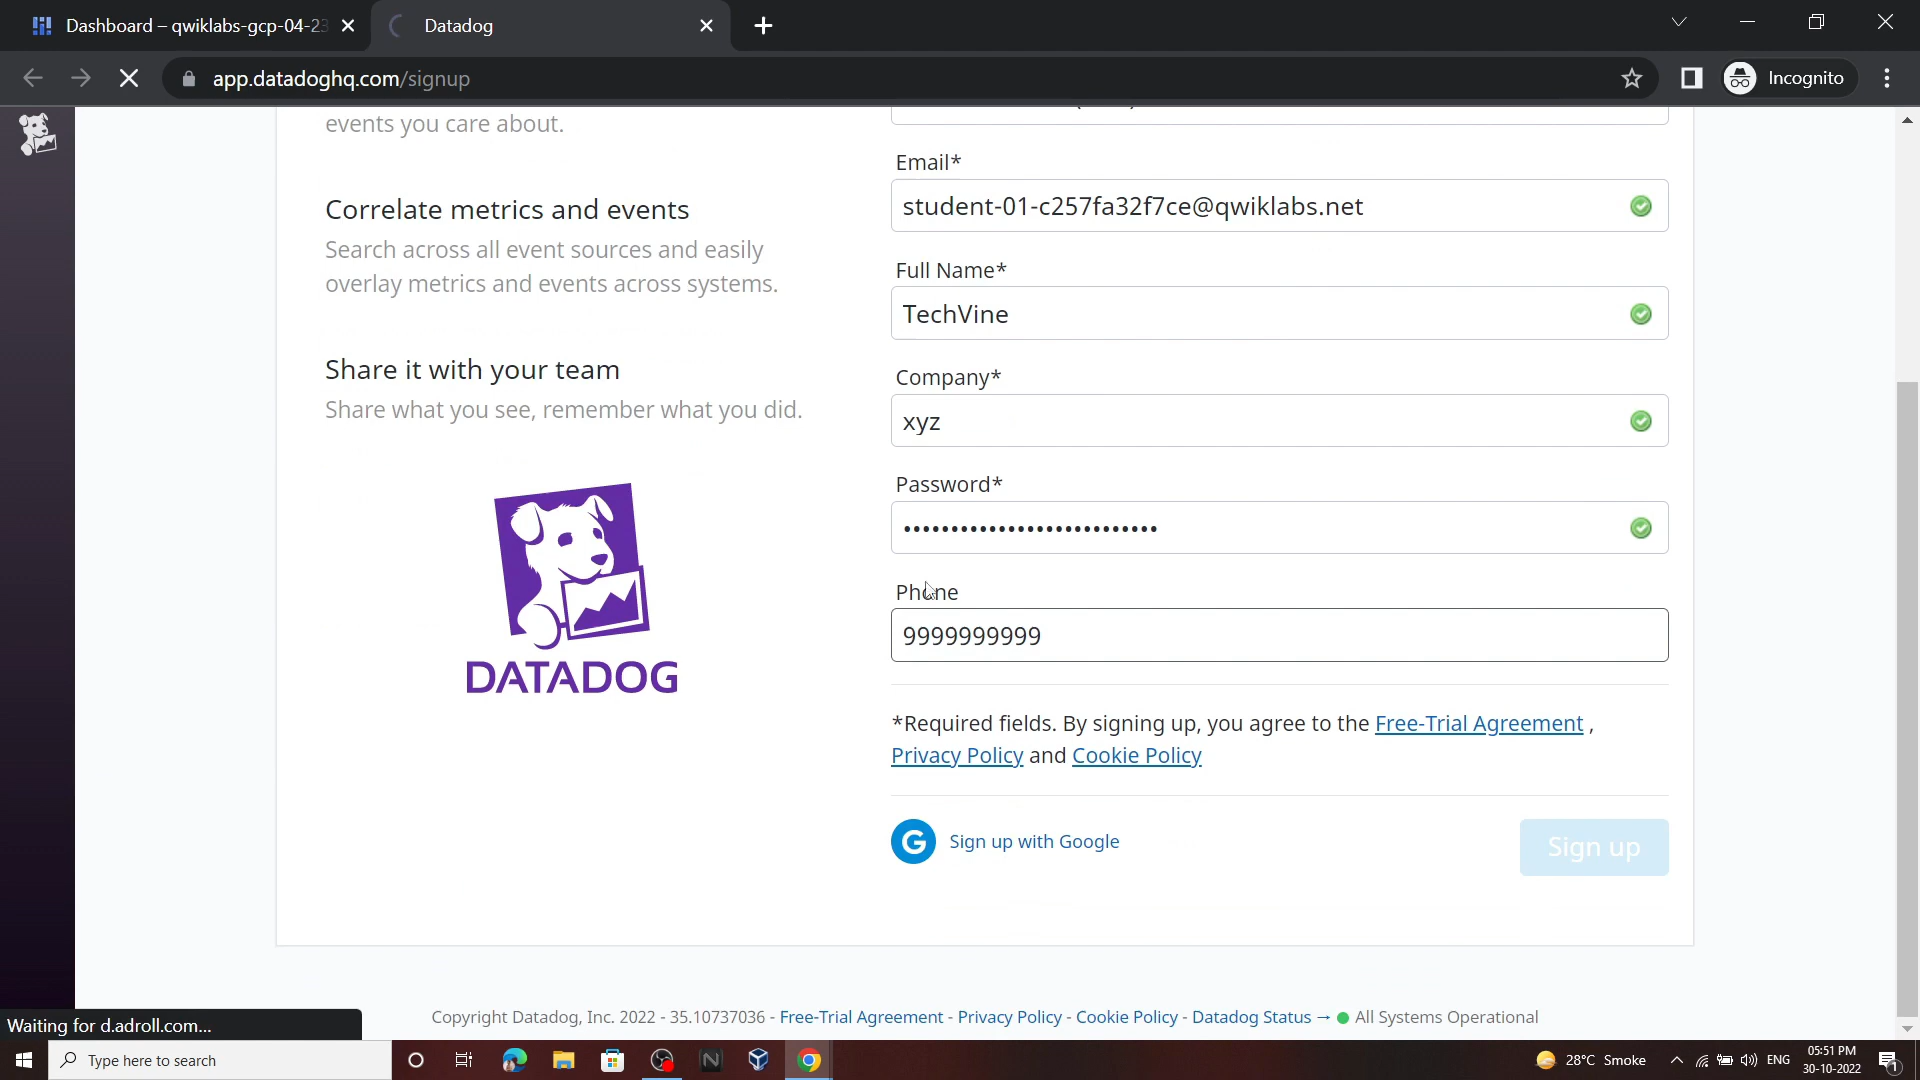 Dashboard – qwiklabs-gcp-04-23
Datadog
app.datadoghq.com/signup
Incognito
events you care about.
Email*
student-01-c257fa32f7ce@qwiklabs.net
Correlate metrics and events
Search across all event sources and easily
overlay metrics and events across systems.
Full Name*
TechVine
Share it with your team
Share what you see, remember what you did.
Company*
xyz
Password*
Phone
9999999999
DATADOG
*Required fields. By signing up, you agree to the Free-Trial Agreement ,
Privacy Policy and Cookie Policy
G Sign up with Google
Sign up
Waiting for d.adroll.com...
Copyright Datadog, Inc. 2022 - 35.10737036 - Free-Trial Agreement - Privacy Policy - Cookie Policy - Datadog Status → All Systems Operational
Type here to search
28°C Smoke
ENG
05:51 PM
30-10-2022
1